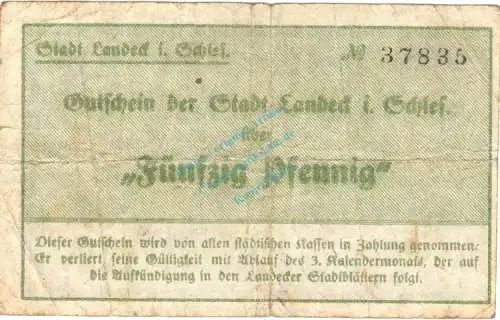 Stadt Landeck i. Schles.
№ 37835
Gutschein der Stadt Landeck i. Schles.
über
„Fünfzig Pfennig“
Dieser Gutschein wird von allen städtischen Kassen in Zahlung genommen.
Er verliert seine Gültigkeit mit Ablauf des 3. Kalendermonats, der auf
die Aufkündigung in den Landecker Stadtblättern folgt.